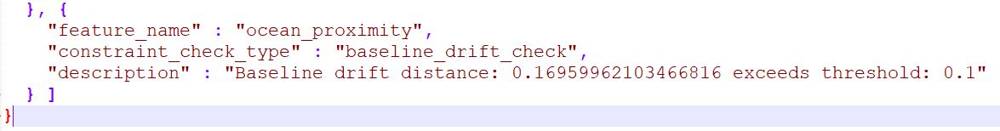 }, {
"feature_name" : "ocean_proximity",
"constraint_check_type" : "baseline_drift_check",
"description" : "Baseline drift distance: 0.16959962103466816 exceeds threshold: 0.1"
} ]
}